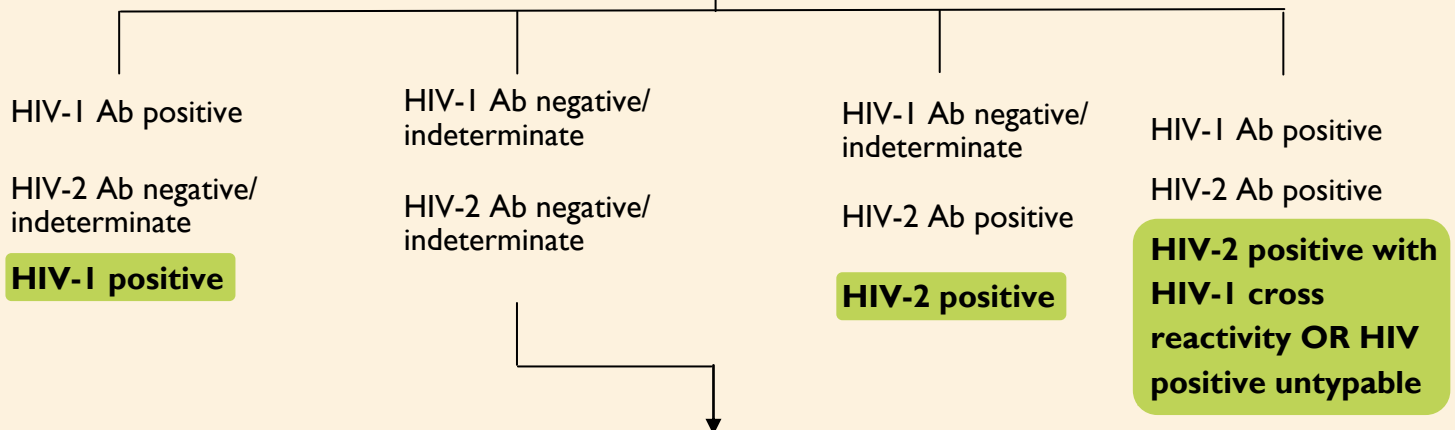 HIV-1 Ab positive
HIV-2 Ab negative/
indeterminate
HIV-1 positive
HIV-1 Ab negative/
indeterminate
HIV-2 Ab negative/
indeterminate
HIV-1 Ab negative/
indeterminate
HIV-2 Ab positive
HIV-2 positive
HIV-1 Ab positive
HIV-2 Ab positive
HIV-2 positive with
HIV-1 cross
reactivity OR HIV
positive untypable